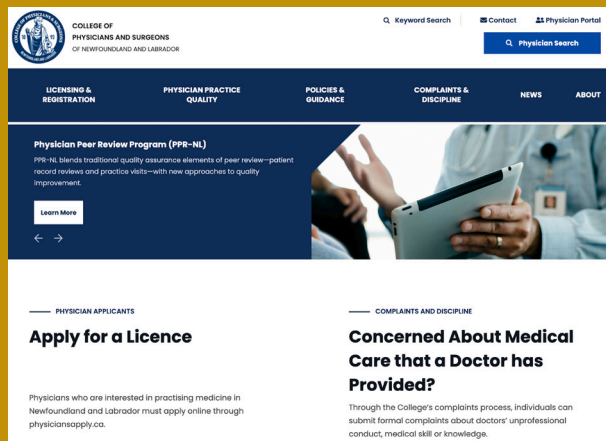 COLLEGE OF
PHYSICIANS AND SURGEONS
OF NEWFOUNDLAND AND LABRADOR
Keyword Search
Contact
Physician Portal
Physician Search
LICENSING &
REGISTRATION
PHYSICIAN PRACTICE
QUALITY
POLICIES &
GUIDANCE
COMPLAINTS &
DISCIPLINE
NEWS
ABOUT
Physician Peer Review Program (PPR-NL)
PPR-NL blends traditional quality assurance elements of peer review—patient
record reviews and practice visits—with new approaches to quality
improvement.
Learn More
PHYSICIAN APPLICANTS
Apply for a Licence
Physicians who are interested in practising medicine in
Newfoundland and Labrador must apply online through
physiciansapply.ca.
COMPLAINTS AND DISCIPLINE
Concerned About Medical
Care that a Doctor has
Provided?
Through the College's complaints process, individuals can
submit formal complaints about doctors' unprofessional
conduct, medical skill or knowledge.